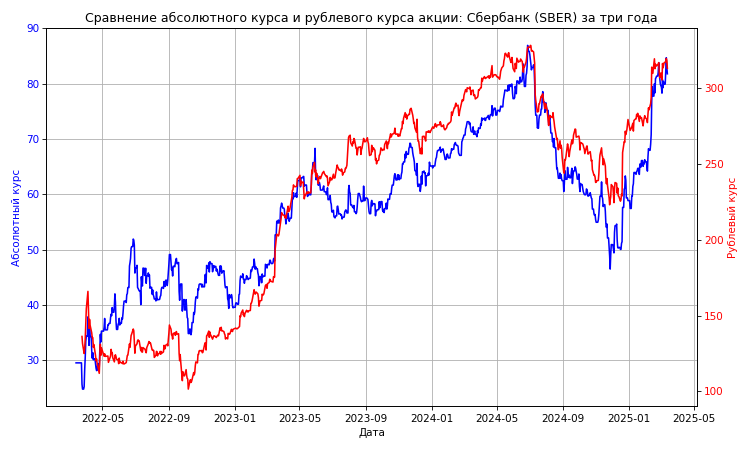 Сравнение абсолютного курса и рублевого курса акции: Сбербанк (SBER) за три года
90
80
70
60
50
40
30
Абсолютный курс
300
250
200
150
100
Рублевый курс
2022-05 2022-09 2023-01 2023-05 2023-09 2024-01 2024-05 2024-09 2025-01 2025-05
Дата